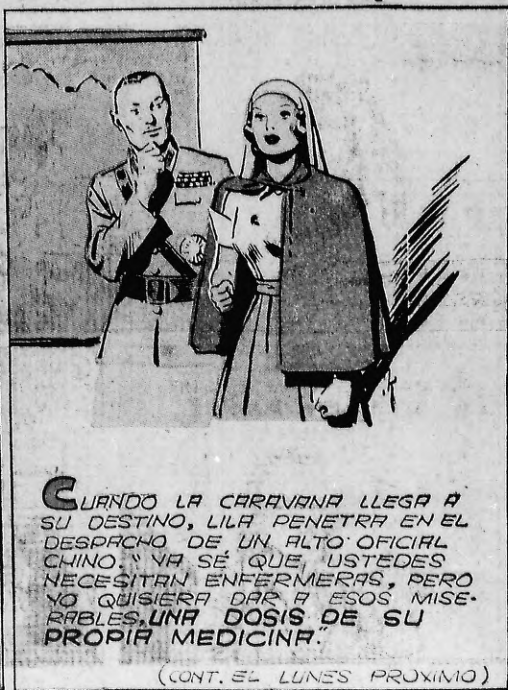 CUANDO LA CARAVANA LLEGA A
SU DESTINO, LILA PENETRA EN EL
DESPACHO DE UN ALTO OFICIAL
CHINO. "YA SÉ QUE, USTEDES
NECESITAN ENFERMERAS, PERO
YO QUISIERA DAR A ESOS MISE-
RABLES, UNA DOSIS DE SU
PROPIA MEDICINA."
(CONT. EL LUNES PROXIMO)